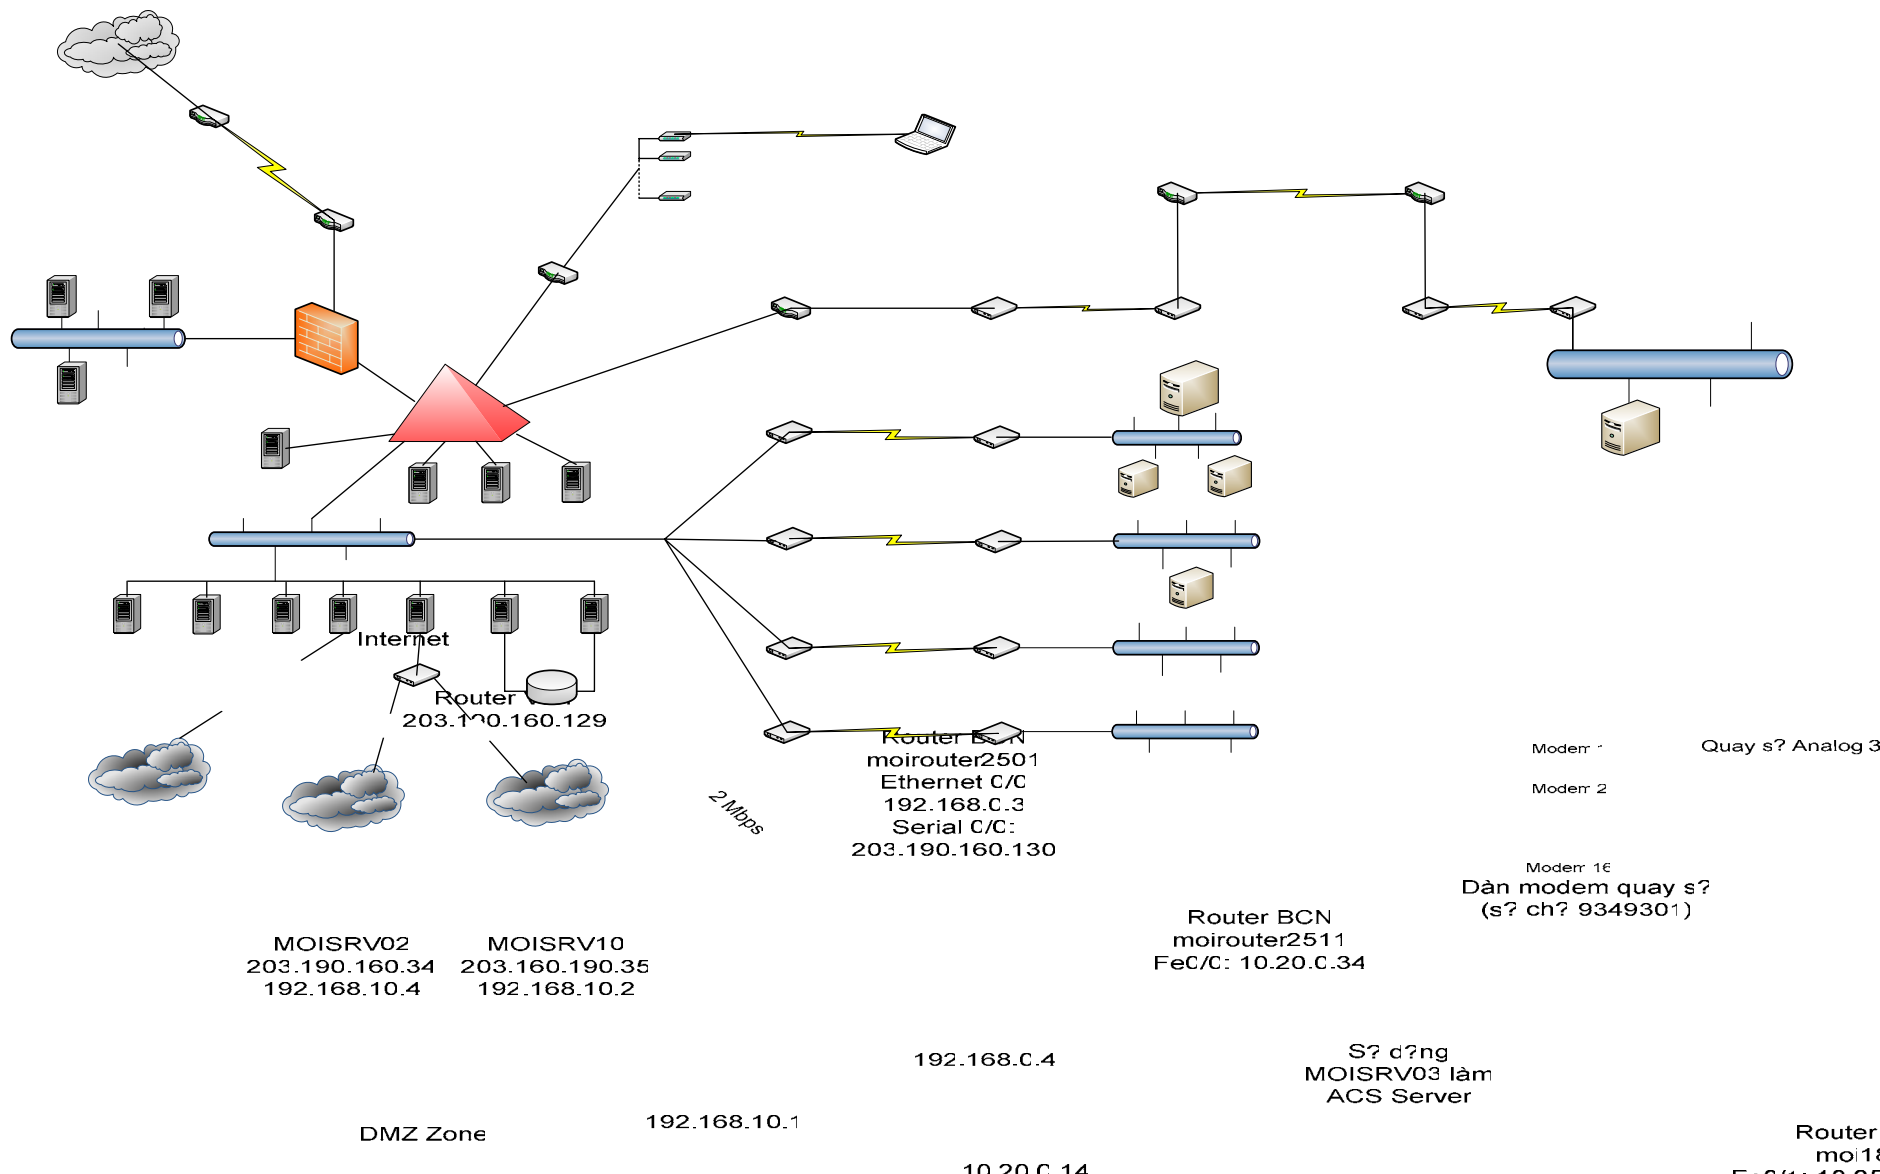 Internet
Router
203.190.160.129
Router BCN
moirouter2501
Ethernet 0/0
192.168.0.3
Serial 0/0:
203.190.160.130
2 Mbps
Modem 1
Quay s? Analog 3
Modem 2
Modem 16
Dàn modem quay s?
(s? ch? 9349301)
Router BCN
moirouter2511
Fe0/0: 10.20.0.34
MOISRV02
203.190.160.34
192.168.10.4
MOISRV10
203.160.190.35
192.168.10.2
192.168.0.4
S? d?ng
MOISRV03 làm
ACS Server
192.168.10.1
DMZ Zone
Router
moi18
10.20.0.14